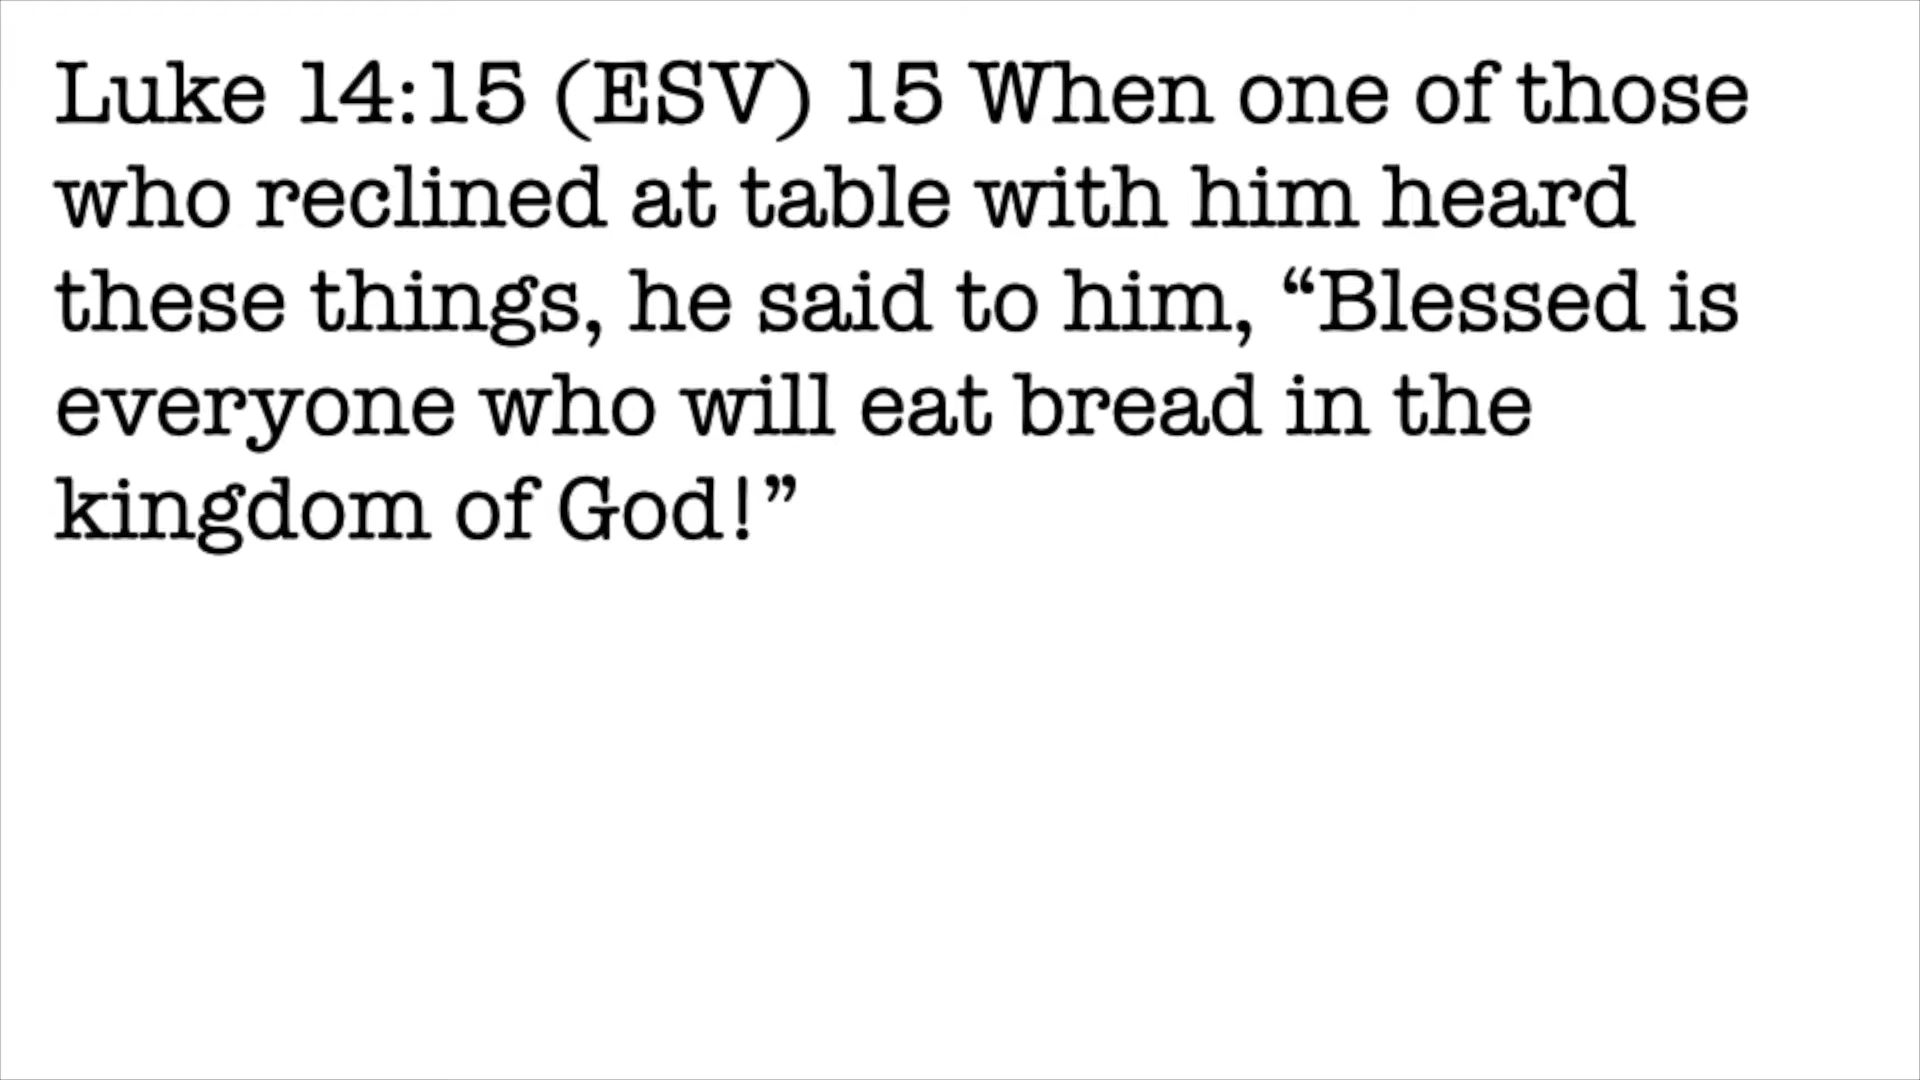 Luke 14:15 (ESV) 15 When one of those
who reclined at table with him heard
these things, he said to him, “Blessed is
everyone who will eat bread in the
kingdom of God!”